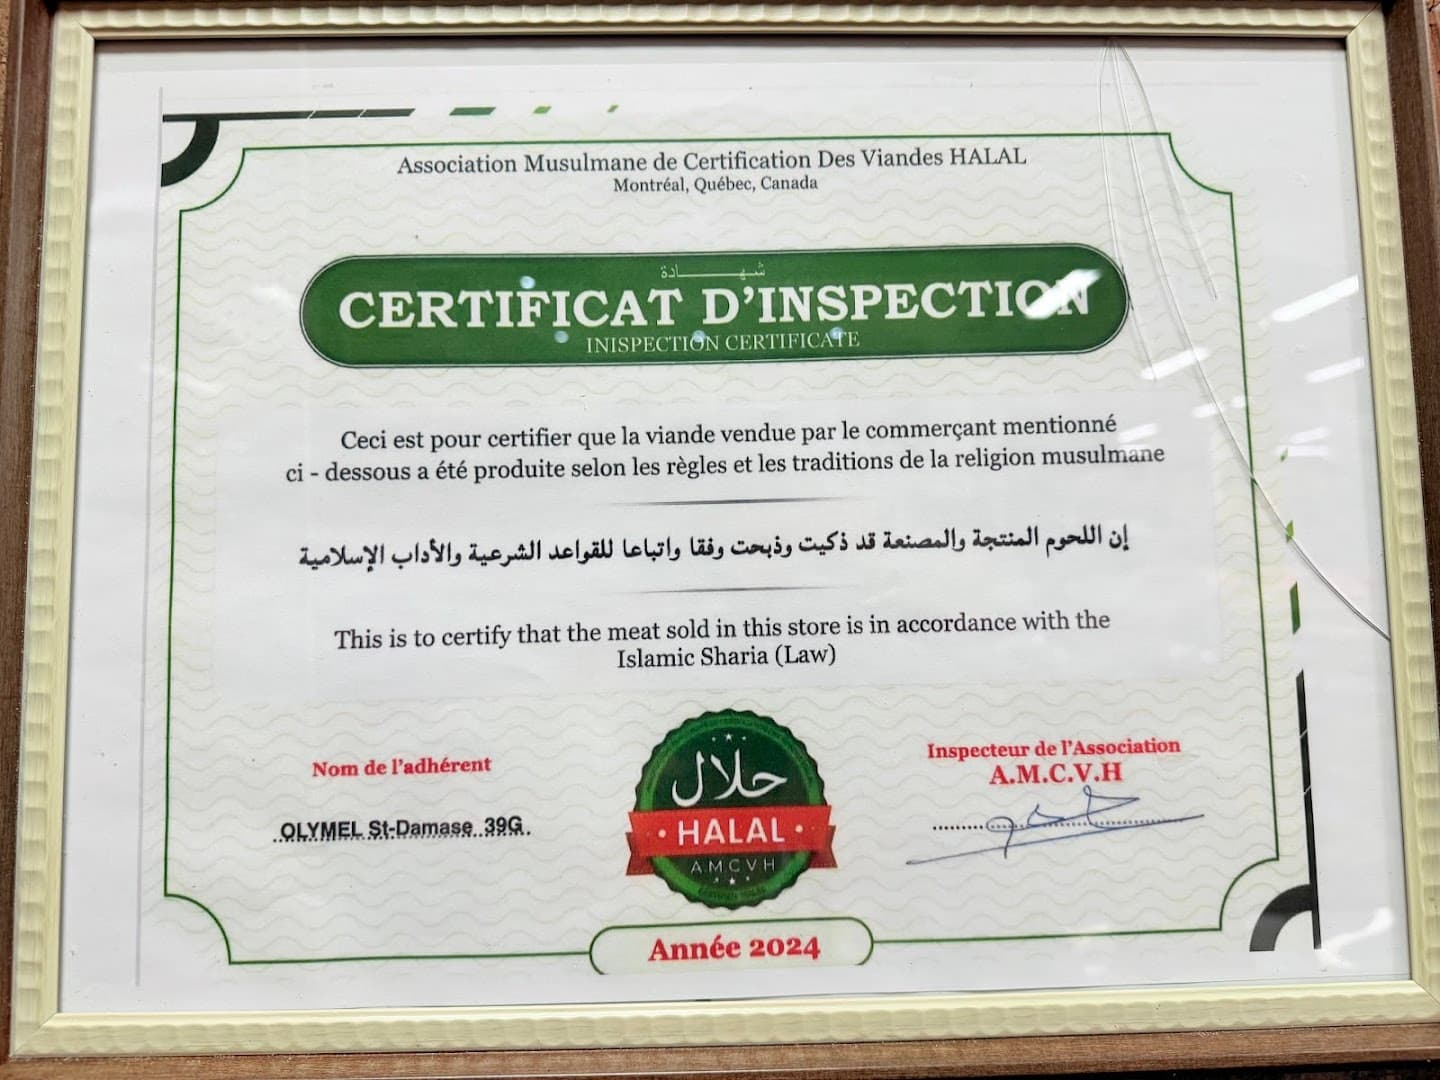 Association Musulmane de Certification Des Viandes HALAL
Montréal, Québec, Canada
شهـــــــــادة
CERTIFICAT D'INSPECTION
INISPECTION CERTIFICATE
Ceci est pour certifier que la viande vendue par le commerçant mentionné
ci - dessous a été produite selon les règles et les traditions de la religion musulmane
إن اللحوم المنتجة والمصنعة قد ذكيت وذبحت وفقا واتباعا للقواعد الشرعية والأداب الإسلامية
This is to certify that the meat sold in this store is in accordance with the
Islamic Sharia (Law)
Nom de l'adhérent
OLYMEL St-Damase 39G
حلال
HALAL
AMCVH
Inspecteur de l'Association
A.M.C.V.H
Année 2024